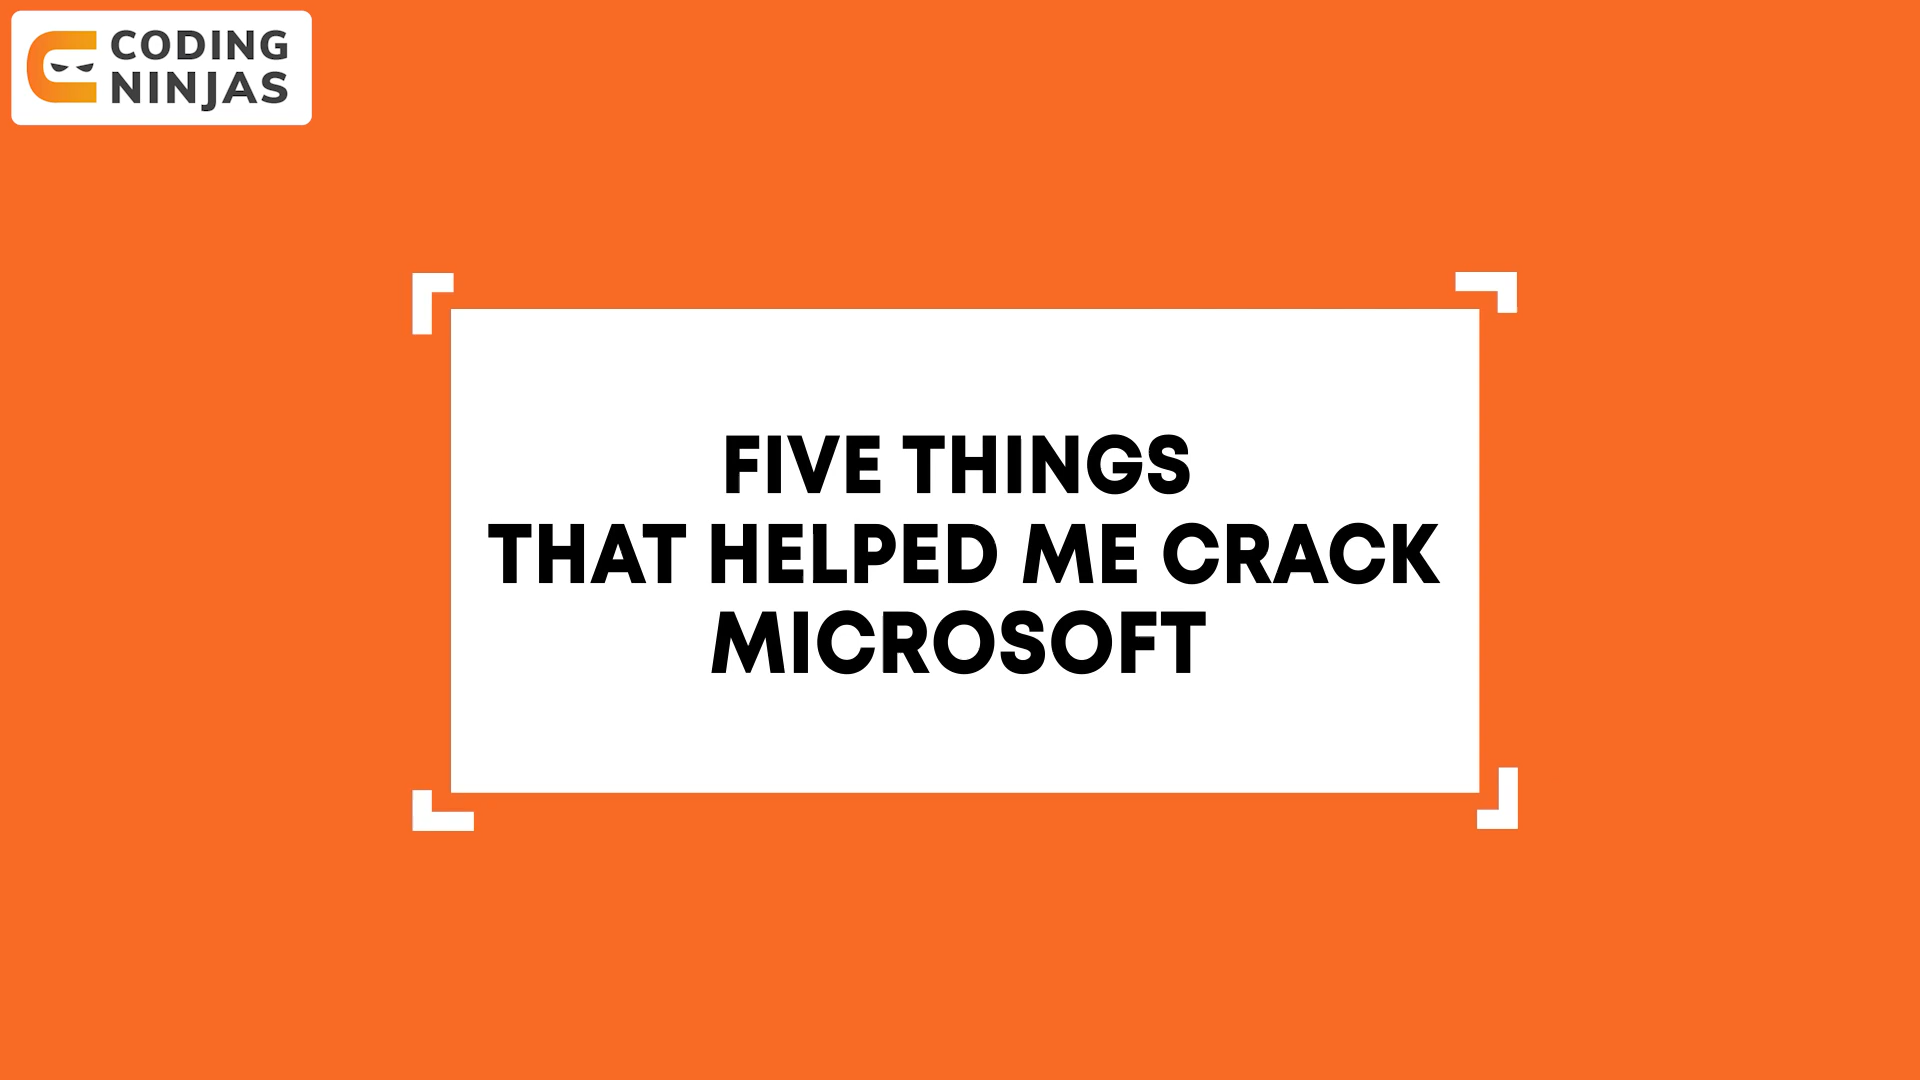 CODING
NINJAS
FIVE THINGS
THAT HELPED ME CRACK
MICROSOFT